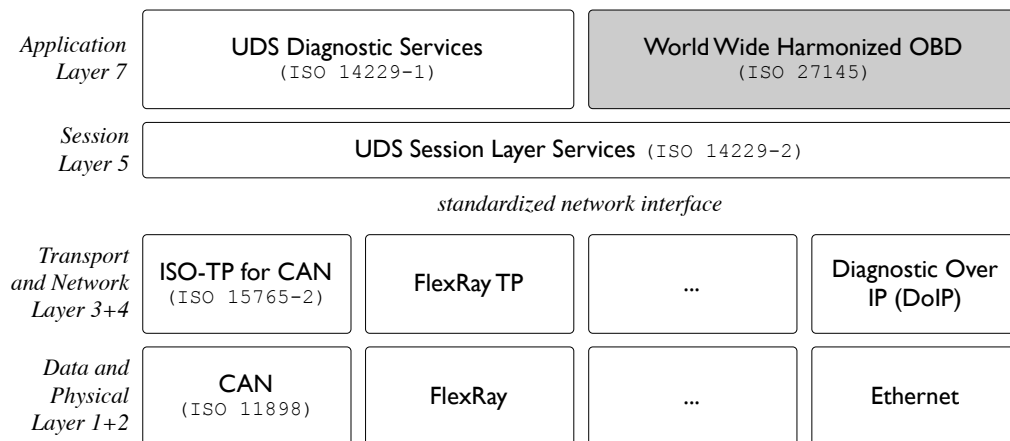 Application
Layer 7
UDS Diagnostic Services
(ISO 14229-1)
World Wide Harmonized OBD
(ISO 27145)
Session
Layer 5
UDS Session Layer Services (ISO 14229-2)
standardized network interface
Transport
and Network
Layer 3+4
ISO-TP for CAN
(ISO 15765-2)
FlexRay TP
...
Diagnostic Over
IP (DoIP)
Data and
Physical
Layer 1+2
CAN
(ISO 11898)
FlexRay
...
Ethernet